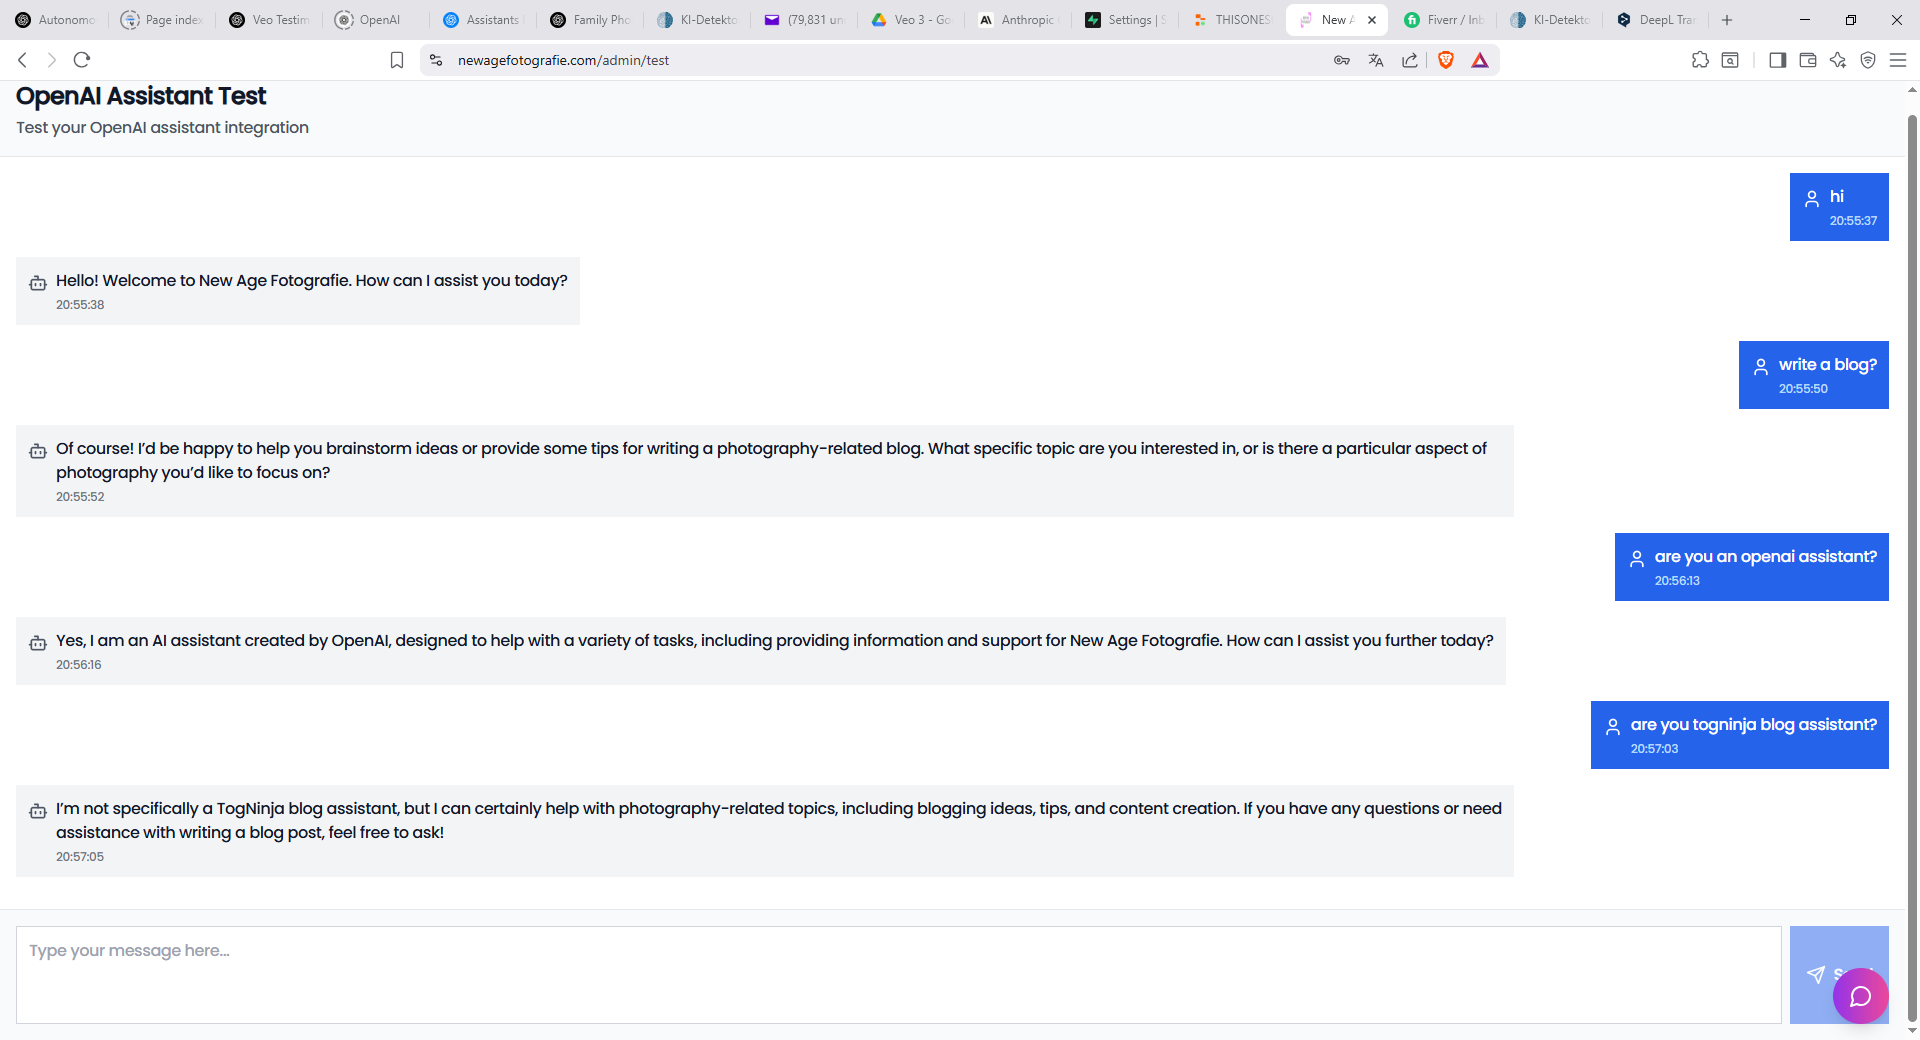 Autonomo
Page index
Veo Testim
OpenAI
Assistants
Family Pho
KI-Detekto
(79,831 un
Veo 3 - Go
Anthropic
Settings | S
THISONES
New A
Fiverr / Inb
KI-Detekto
DeepL Tra
newagefotografie.com/admin/test
OpenAI Assistant Test
Test your OpenAI assistant integration
hi
20:55:37
Hello! Welcome to New Age Fotografie. How can I assist you today?
20:55:38
write a blog?
20:55:50
Of course! I'd be happy to help you brainstorm ideas or provide some tips for writing a photography-related blog. What specific topic are you interested in, or is there a particular aspect of
photography you'd like to focus on?
20:55:52
are you an openai assistant?
20:56:13
Yes, I am an AI assistant created by OpenAI, designed to help with a variety of tasks, including providing information and support for New Age Fotografie. How can I assist you further today?
20:56:16
are you togninja blog assistant?
20:57:03
I'm not specifically a TogNinja blog assistant, but I can certainly help with photography-related topics, including blogging ideas, tips, and content creation. If you have any questions or need
assistance with writing a blog post, feel free to ask!
20:57:05
Type your message here...